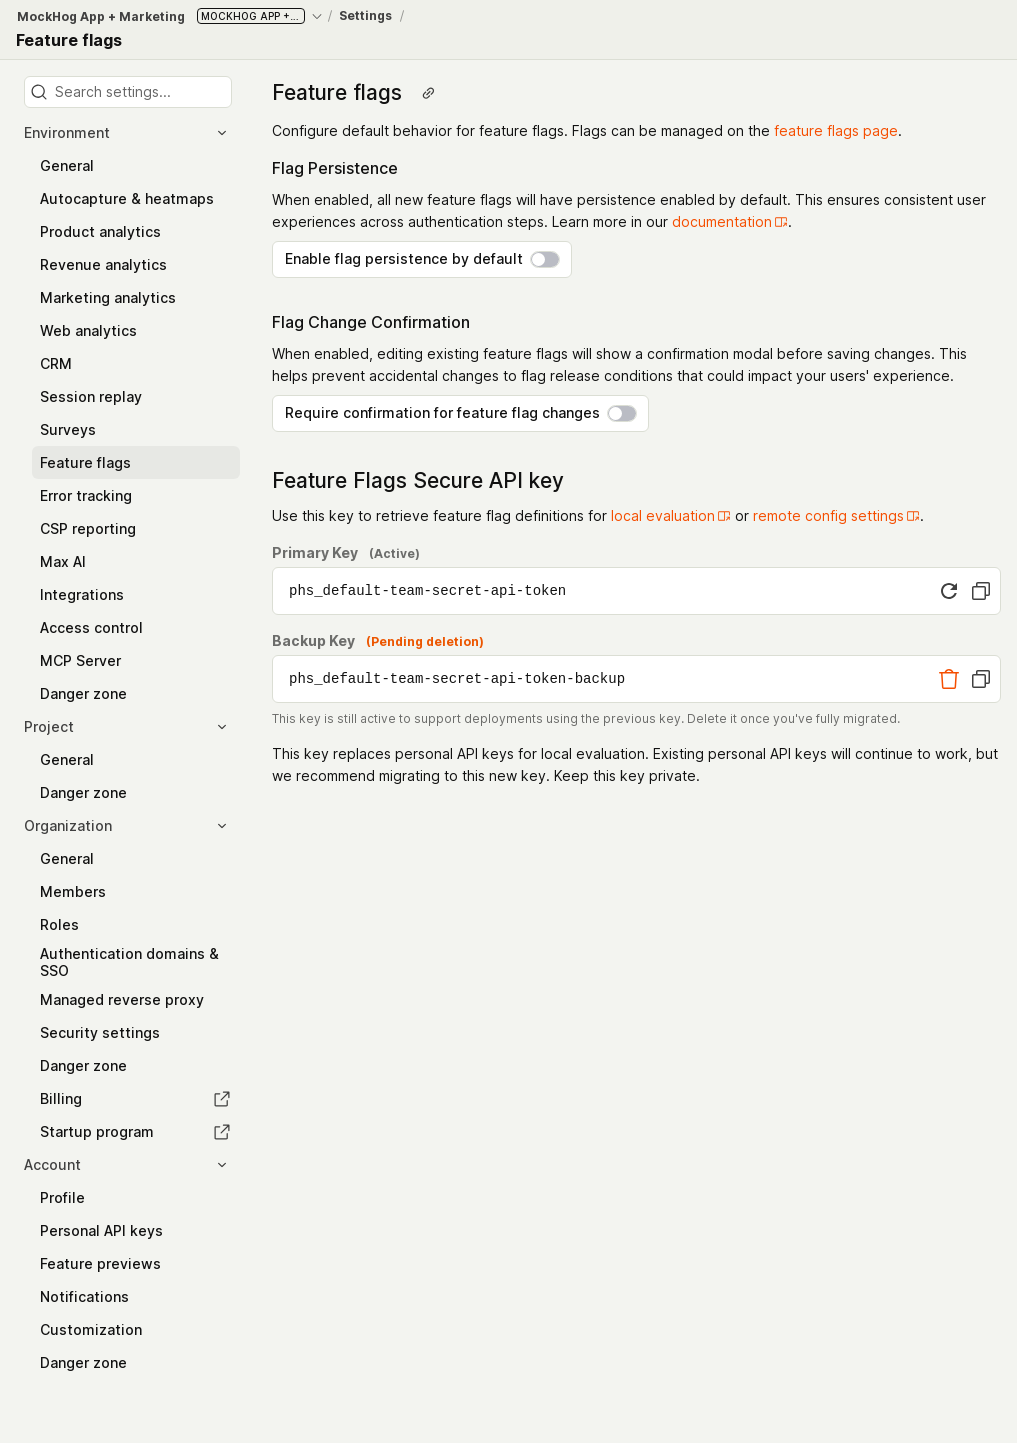 MockHog App + Marketing MOCKHOG APP +... / Settings /
Feature flags
Search settings...
Environment
General
Autocapture & heatmaps
Product analytics
Revenue analytics
Marketing analytics
Web analytics
CRM
Session replay
Surveys
Feature flags
Error tracking
CSP reporting
Max AI
Integrations
Access control
MCP Server
Danger zone
Project
General
Danger zone
Organization
General
Members
Roles
Authentication domains &
SSO
Managed reverse proxy
Security settings
Danger zone
Billing
Startup program
Account
Profile
Personal API keys
Feature previews
Notifications
Customization
Danger zone
Feature flags
Configure default behavior for feature flags. Flags can be managed on the feature flags page.
Flag Persistence
When enabled, all new feature flags will have persistence enabled by default. This ensures consistent user
experiences across authentication steps. Learn more in our documentation.
Enable flag persistence by default
Flag Change Confirmation
When enabled, editing existing feature flags will show a confirmation modal before saving changes. This
helps prevent accidental changes to flag release conditions that could impact your users' experience.
Require confirmation for feature flag changes
Feature Flags Secure API key
Use this key to retrieve feature flag definitions for local evaluation or remote config settings.
Primary Key (Active)
phs_default-team-secret-api-token
Backup Key (Pending deletion)
phs_default-team-secret-api-token-backup
This key is still active to support deployments using the previous key. Delete it once you've fully migrated.
This key replaces personal API keys for local evaluation. Existing personal API keys will continue to work, but
we recommend migrating to this new key. Keep this key private.